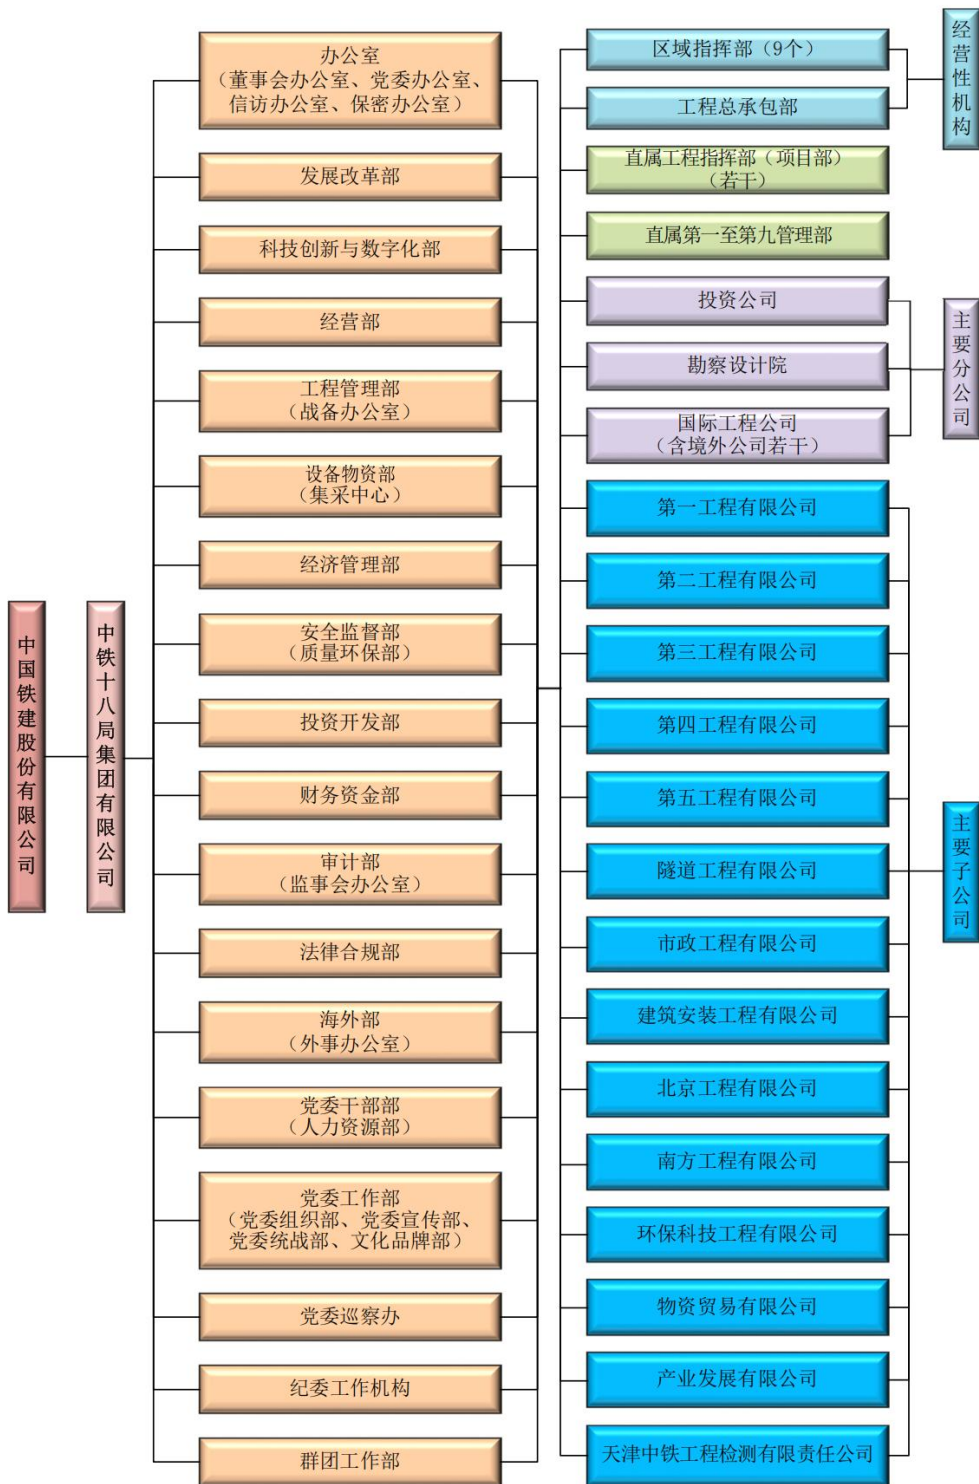 中国铁建股份有限公司
中铁十八局集团有限公司
办公室
（董事会办公室、党委办公室、
信访办公室、保密办公室）
发展改革部
科技创新与数字化部
经营部
工程管理部
（战备办公室）
设备物资部
（集采中心）
经济管理部
安全监督部
（质量环保部）
投资开发部
财务资金部
审计部
（监事会办公室）
法律合规部
海外部
（外事办公室）
党委干部部
（人力资源部）
党委工作部
（党委组织部、党委宣传部、
党委统战部、文化品牌部）
党委巡察办
纪委工作机构
群团工作部
区域指挥部（9个）
工程总承包部
直属工程指挥部（项目部）
（若干）
直属第一至第九管理部
投资公司
勘察设计院
国际工程公司
（含境外公司若干）
第一工程有限公司
第二工程有限公司
第三工程有限公司
第四工程有限公司
第五工程有限公司
隧道工程有限公司
市政工程有限公司
建筑安装工程有限公司
北京工程有限公司
南方工程有限公司
环保科技工程有限公司
物资贸易有限公司
产业发展有限公司
天津中铁工程检测有限责任公司
经营性机构
主要分公司
主要子公司